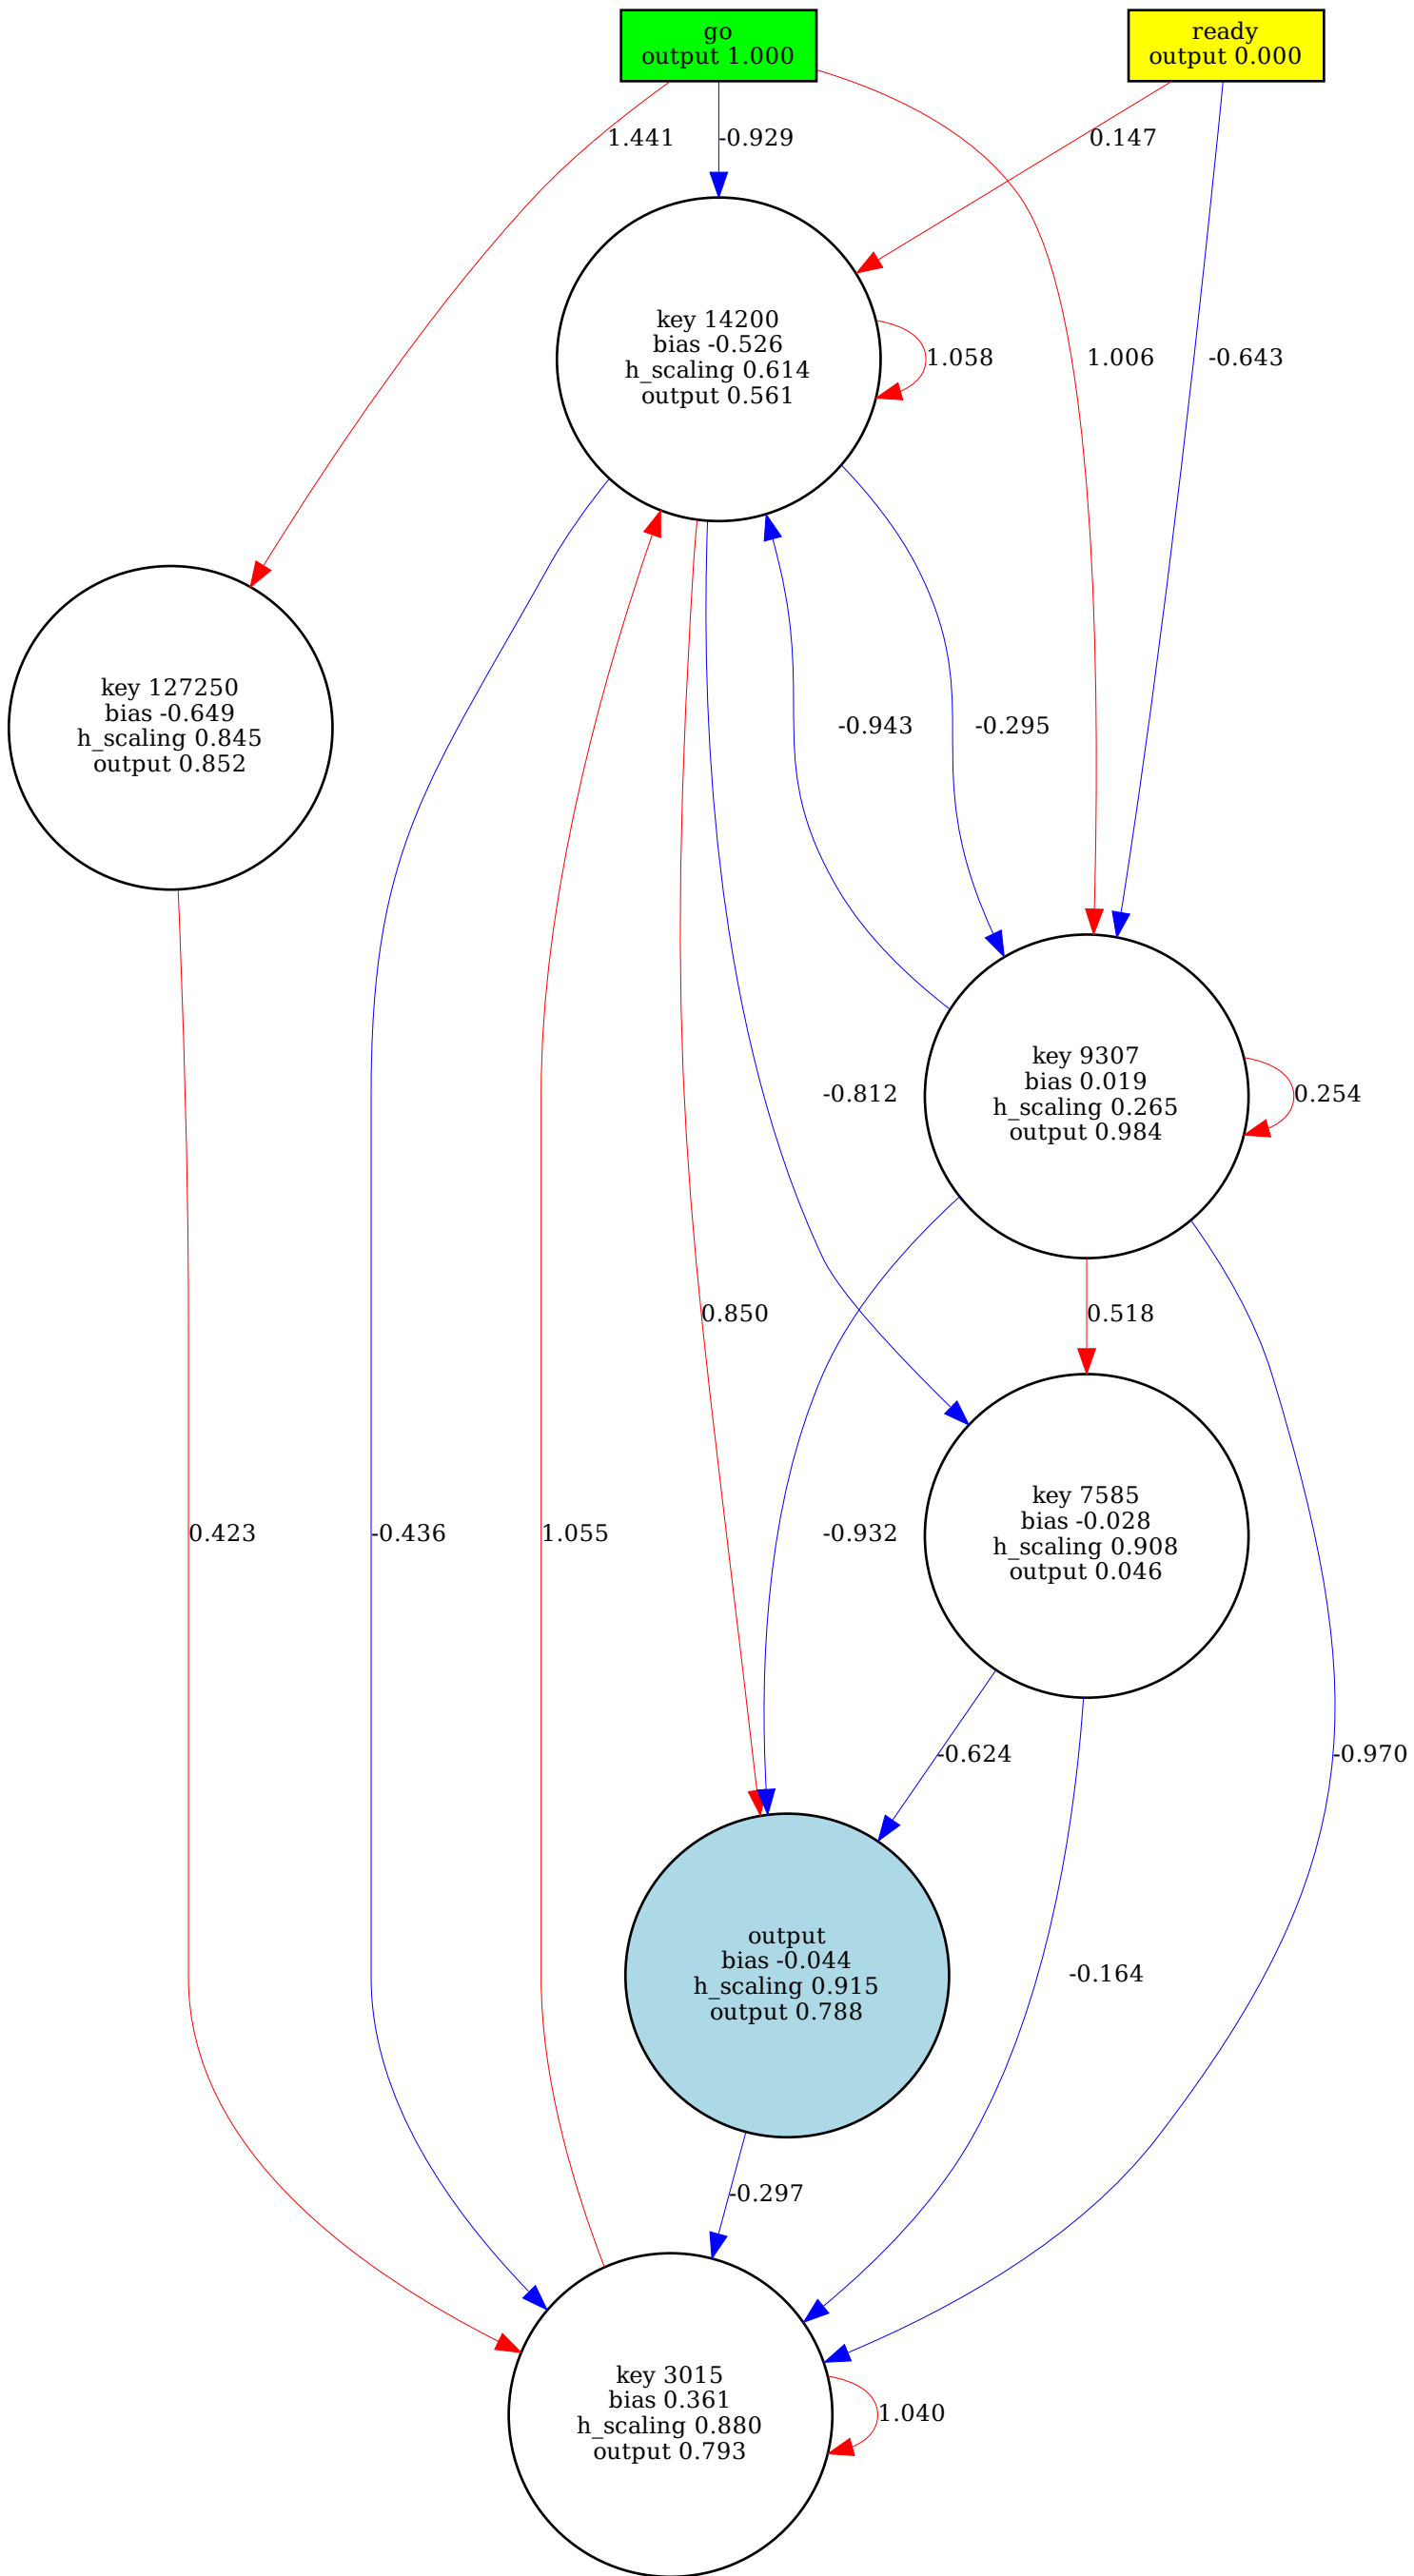 go
output 1.000
ready
output 0.000
1.441
-0.929
0.147
key 14200
bias -0.526
h_scaling 0.614
output 0.561
1.058
1.006
-0.643
key 127250
bias -0.649
h_scaling 0.845
output 0.852
-0.943
-0.295
key 9307
bias 0.019
h_scaling 0.265
output 0.984
-0.812
0.254
0.850
0.518
key 7585
bias -0.028
h_scaling 0.908
output 0.046
0.423
-0.436
1.055
-0.932
-0.624
-0.970
output
bias -0.044
h_scaling 0.915
output 0.788
-0.164
-0.297
key 3015
bias 0.361
h_scaling 0.880
output 0.793
1.040